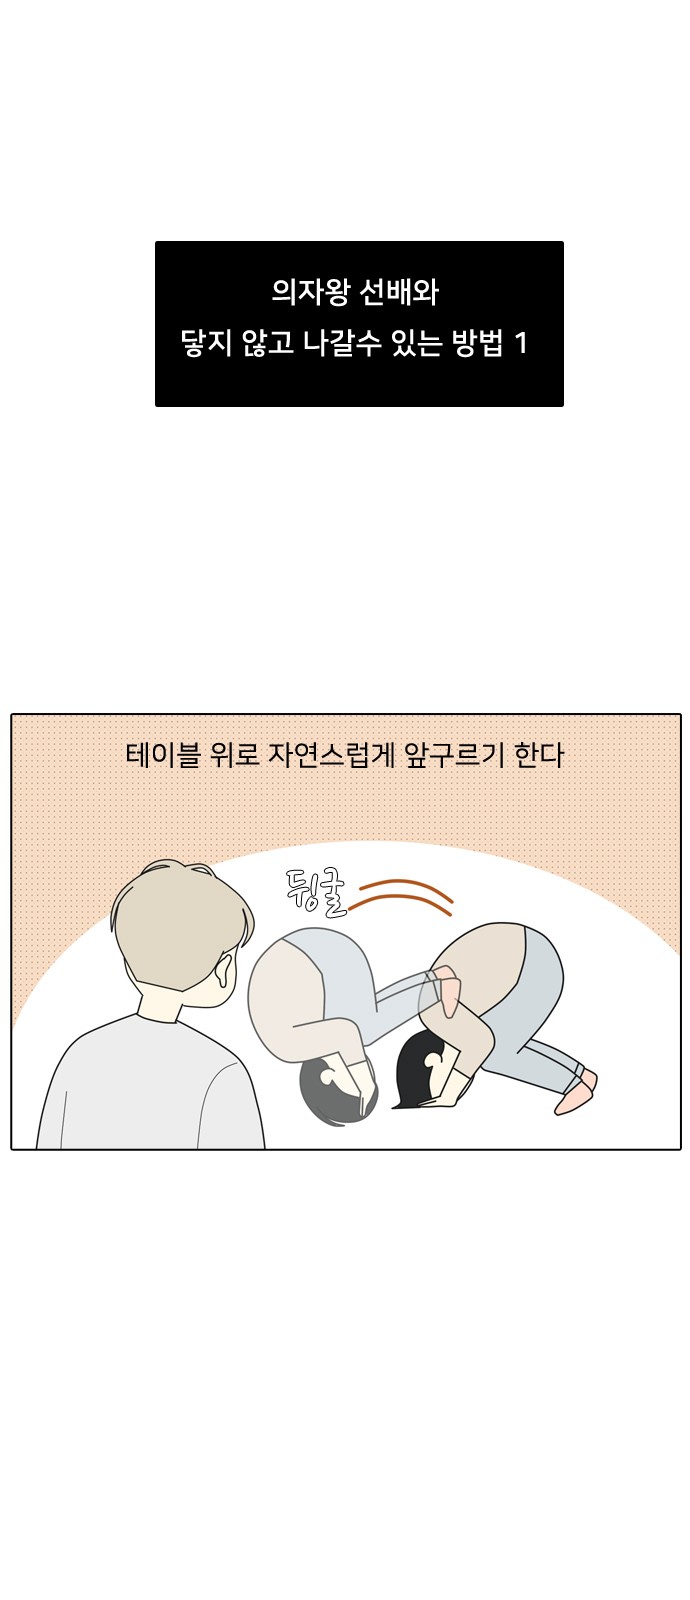 의자왕 선배와
닿지 않고 나갈수 있는 방법 1
테이블 위로 자연스럽게 앞구르기 한다
뒹굴